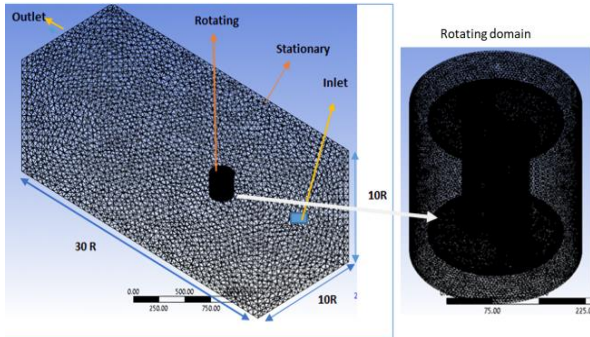 Outlet
Rotating
Stationary
Inlet
10R
30 R
10R
2
0.00
500.00
250.00
750.00
Rotating domain
75.00
225.0